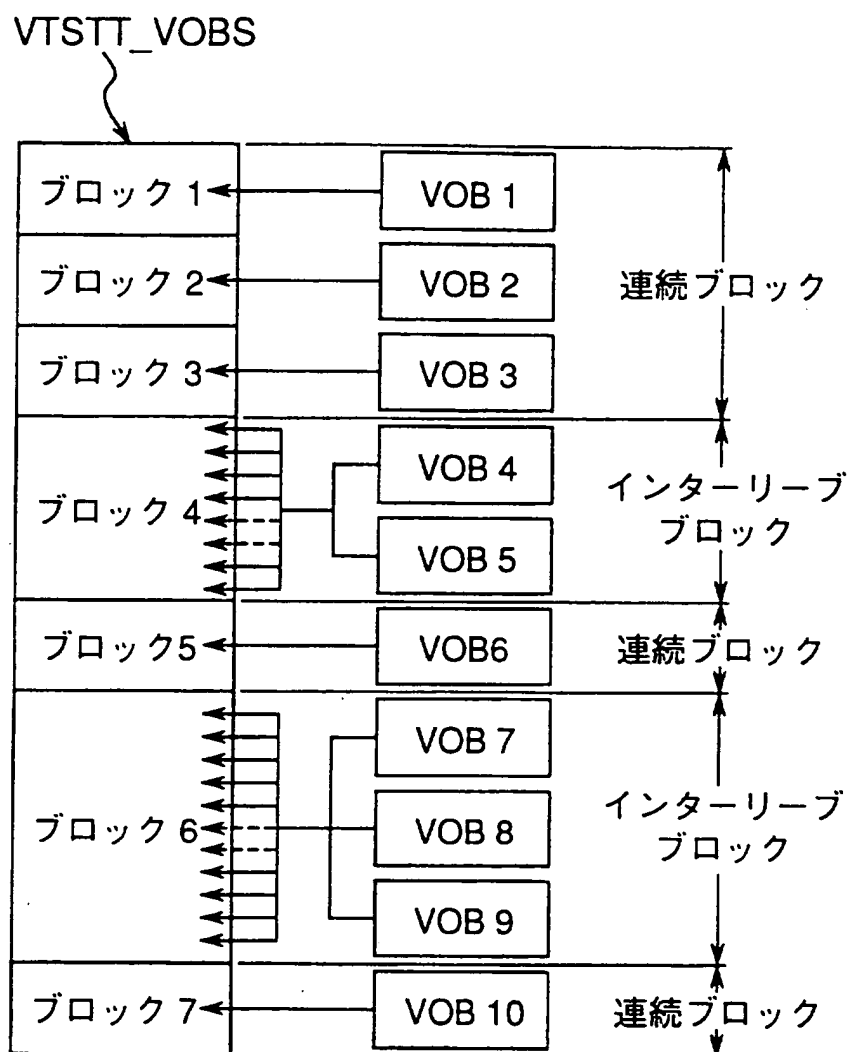 VTSTT_VOBS
ブロック 1
VOB 1
ブロック 2
VOB 2
連続ブロック
ブロック 3
VOB 3
ブロック 4
VOB 4
VOB 5
インターリーブ
ブロック
ブロック5
VOB6
連続ブロック
ブロック 6
VOB 7
VOB 8
VOB 9
インターリーブ
ブロック
ブロック 7
VOB 10
連続ブロック